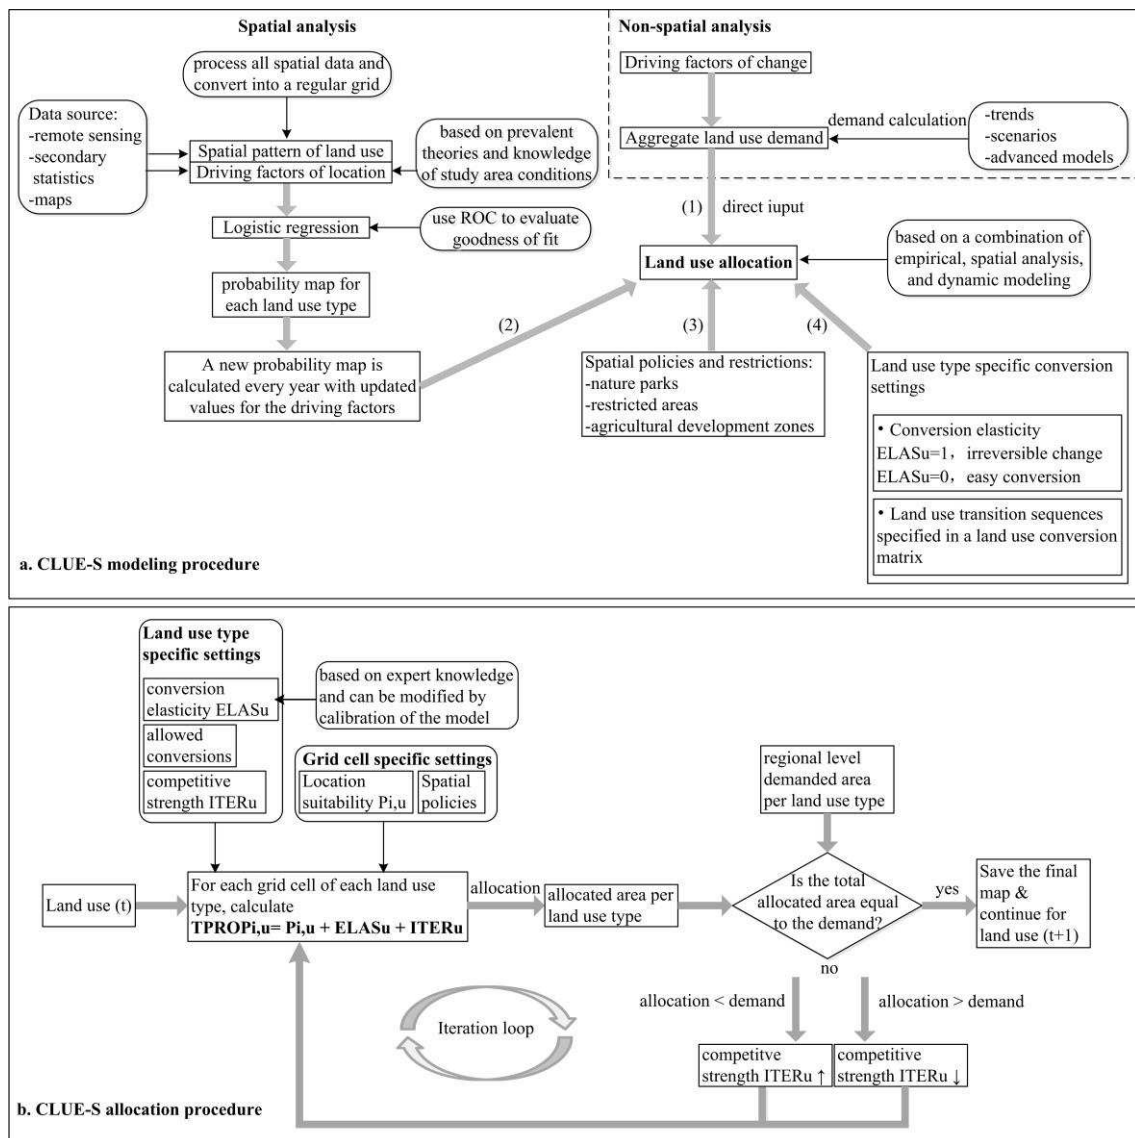 Spatial analysis
process all spatial data and
convert into a regular grid
Data source:
-remote sensing
-secondary
statistics
-maps
Spatial pattern of land use
Driving factors of location
based on prevalent
theories and knowledge
of study area conditions
Logistic regression
use ROC to evaluate
goodness of fit
probability map for
each land use type
A new probability map is
calculated every year with updated
values for the driving factors
(2)
Non-spatial analysis
Driving factors of change
Aggregate land use demand
demand calculation
-trends
-scenarios
-advanced models
(1)
direct iuput
Land use allocation
based on a combination of
empirical, spatial analysis,
and dynamic modeling
(3)
(4)
Spatial policies and restrictions:
-nature parks
-restricted areas
-agricultural development zones
Land use type specific conversion
settings
• Conversion elasticity
ELASu=1，irreversible change
ELASu=0，easy conversion
• Land use transition sequences
specified in a land use conversion
matrix
a. CLUE-S modeling procedure
Land use type
specific settings
conversion
elasticity ELASu
allowed
conversions
competitive
strength ITERu
based on expert knowledge
and can be modified by
calibration of the model
Grid cell specific settings
Location
suitability Pi,u
Spatial
policies
regional level
demanded area
per land use type
Land use (t)
For each grid cell of each land use
type, calculate
TPROPi,u= Pi,u + ELASu + ITERu
allocation
allocated area per
land use type
Is the total
allocated area equal
to the demand?
yes
Save the final
map &
continue for
land use (t+1)
no
allocation < demand
allocation > demand
Iteration loop
competitve
strength ITERu ↑
competitive
strength ITERu ↓
b. CLUE-S allocation procedure